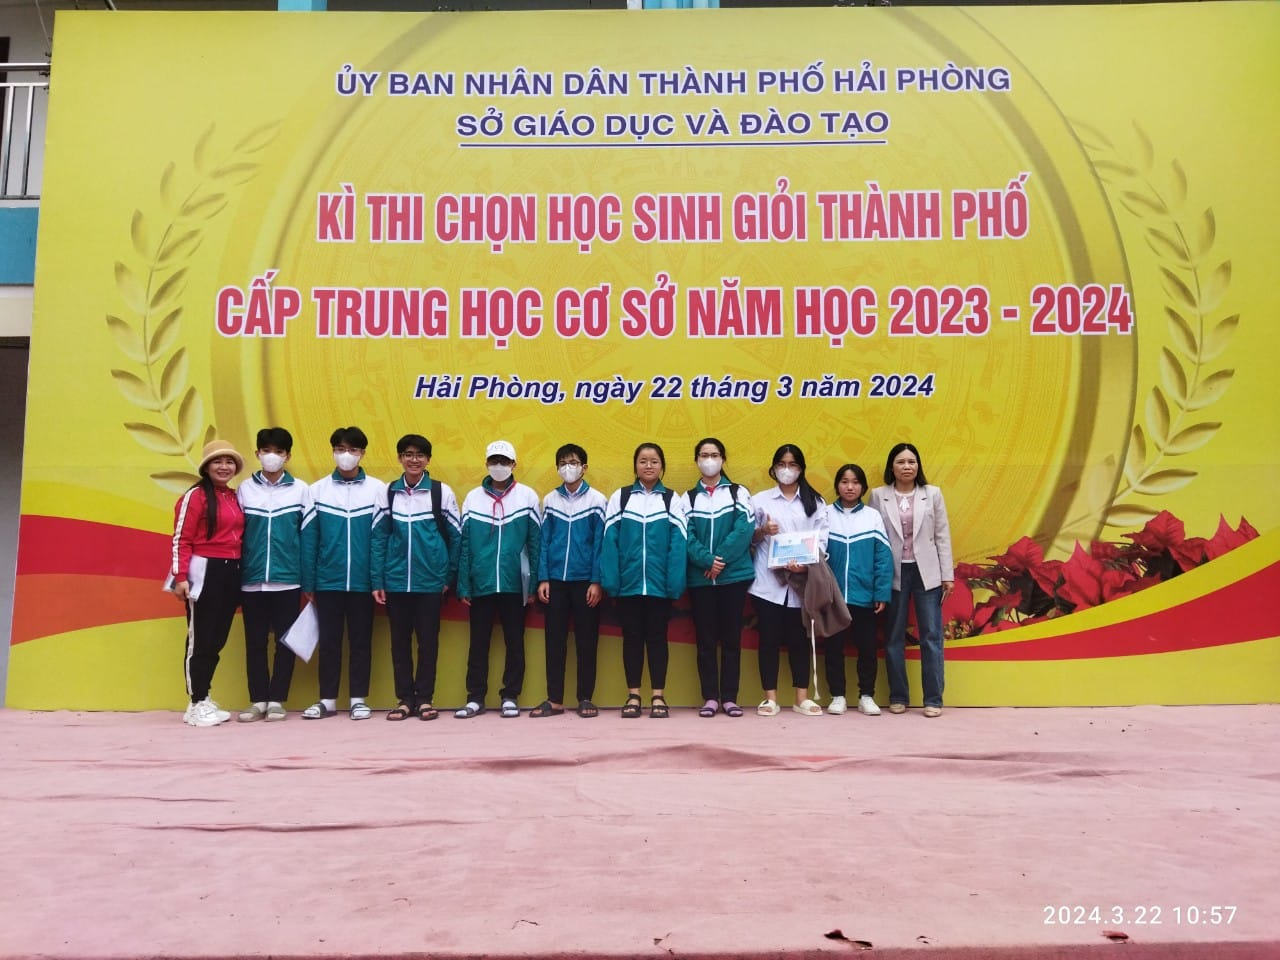 ỦY BAN NHÂN DÂN THÀNH PHỐ HẢI PHÒNG
SỞ GIÁO DỤC VÀ ĐÀO TẠO
KÌ THI CHỌN HỌC SINH GIỎI THÀNH PHỐ
CẤP TRUNG HỌC CƠ SỞ NĂM HỌC 2023 - 2024
Hải Phòng, ngày 22 tháng 3 năm 2024
2024.3.22 10:57